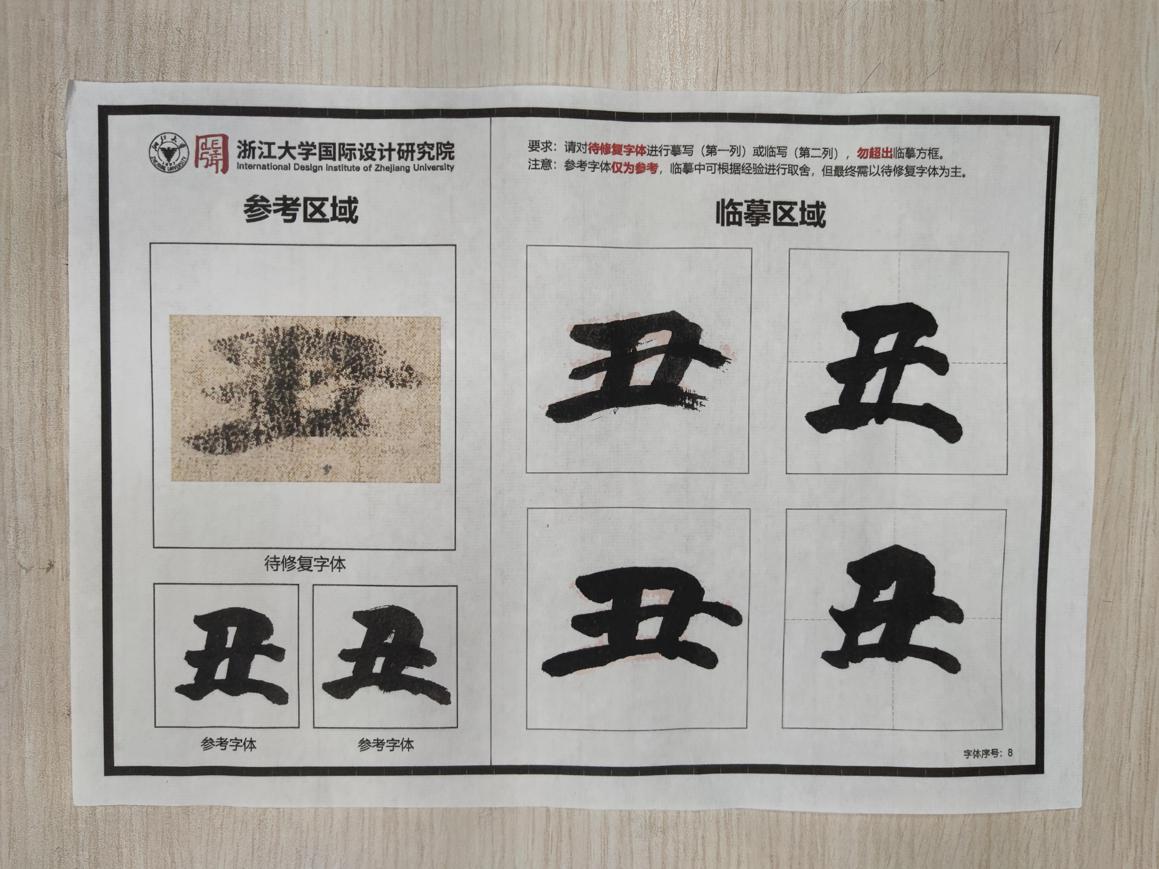 浙江大学国际设计研究院
International Design Institute of Zhejiang University
参考区域
丑
待修复字体
丑 丑
参考字体 参考字体
要求：请对待修复字体进行摹写（第一列）或临写（第二列），勿超出临摹方框。
注意：参考字体仅为参考，临摹中可根据经验进行取舍，但最终需以待修复字体为主。
临摹区域
丑 丑
丑 丑
字体序号：8